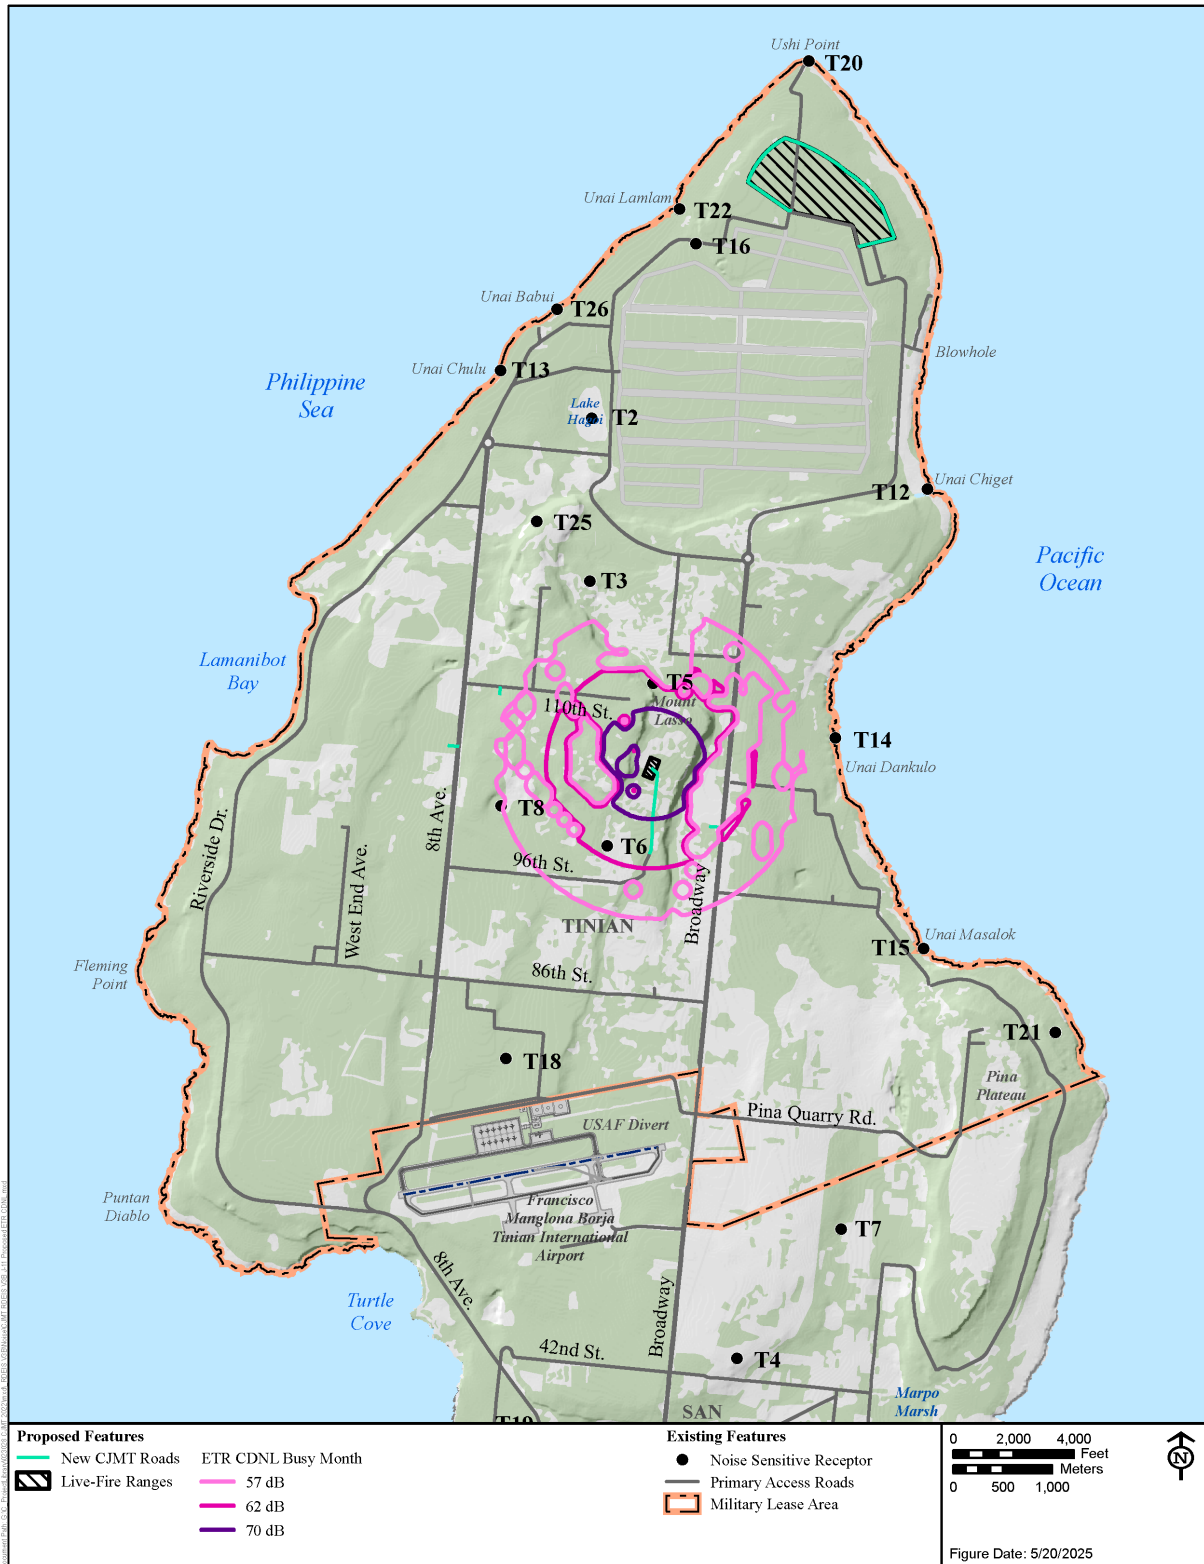 Ushi Point
T20
Unai Lamlam
T22
T16
Unai Babui
T26
Blowhole
Unai Chulu
T13
Philippine
Sea
Lake
Hagoi
T2
Unai Chiget
T12
T25
Pacific
Ocean
T3
Lamanibot
Bay
T5
Mount
Lasso
110th St.
T14
Unai Dankulo
T8
8th Ave.
Riverside Dr.
T6
96th St.
West End Ave.
Broadway
TINIAN
Unai Masalok
T15
Fleming
Point
86th St.
T21
T18
Pina
Plateau
Pina Quarry Rd.
USAF Divert
Puntan
Diablo
Francisco
Manglona Borja
Tinian International
Airport
T7
8th Ave.
Turtle
Cove
Broadway
42nd St.
T4
Marpo
Marsh
SAN
T19
Proposed Features
New CJMT Roads
Live-Fire Ranges
ETR CDNL Busy Month
57 dB
62 dB
70 dB
Existing Features
Noise Sensitive Receptor
Primary Access Roads
Military Lease Area
0 2,000 4,000
Feet
Meters
0 500 1,000
N
Figure Date: 5/20/2025